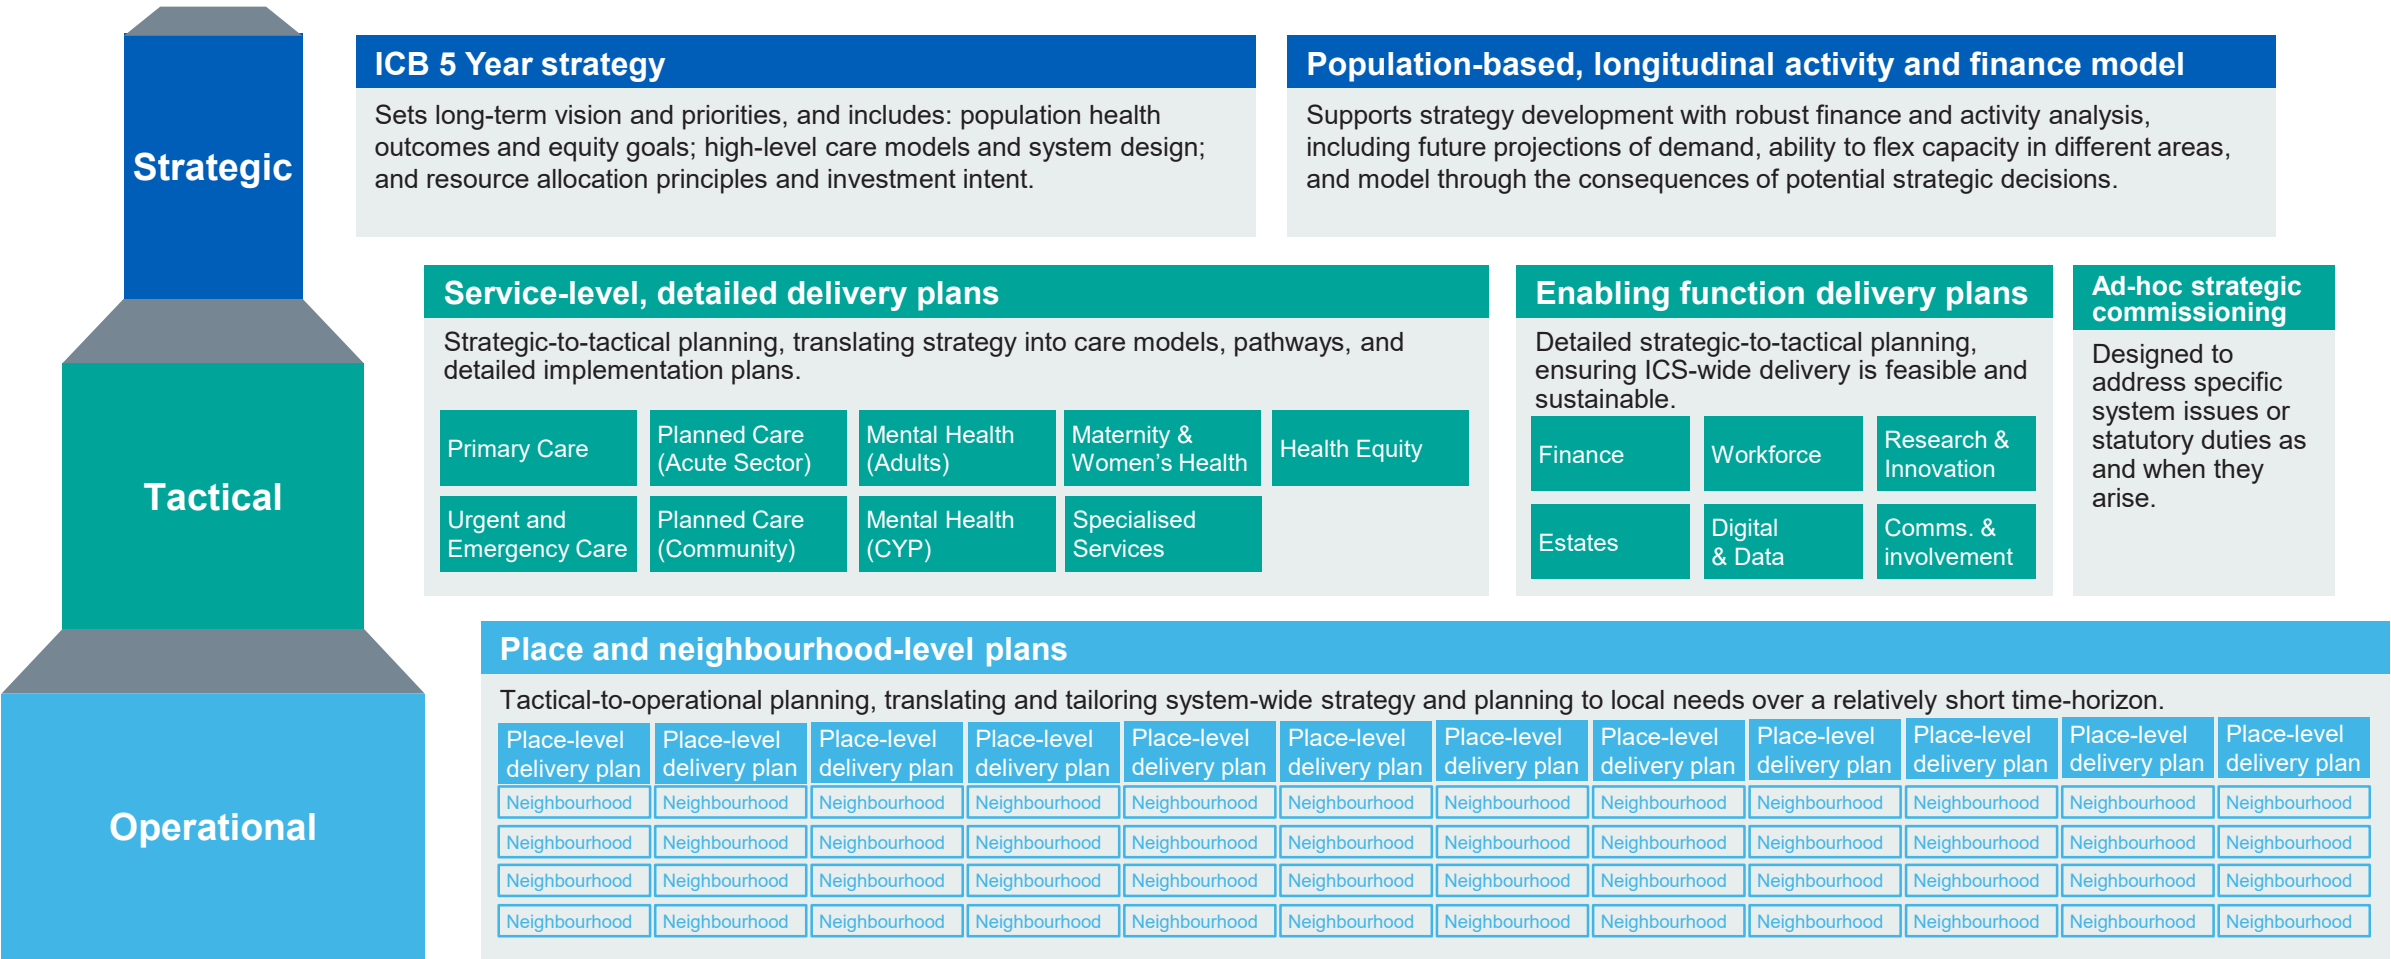 Strategic
ICB 5 Year strategy
Sets long-term vision and priorities, and includes: population health
outcomes and equity goals; high-level care models and system design;
and resource allocation principles and investment intent.
Population-based, longitudinal activity and finance model
Supports strategy development with robust finance and activity analysis,
including future projections of demand, ability to flex capacity in different areas,
and model through the consequences of potential strategic decisions.
Tactical
Service-level, detailed delivery plans
Strategic-to-tactical planning, translating strategy into care models, pathways, and
detailed implementation plans.
Primary Care
Planned Care
(Acute Sector)
Mental Health
(Adults)
Maternity &
Women's Health
Health Equity
Urgent and
Emergency Care
Planned Care
(Community)
Mental Health
(CYP)
Specialised
Services
Enabling function delivery plans
Detailed strategic-to-tactical planning,
ensuring ICS-wide delivery is feasible and
sustainable.
Finance
Workforce
Research &
Innovation
Estates
Digital
& Data
Comms. &
involvement
Ad-hoc strategic
commissioning
Designed to
address specific
system issues or
statutory duties as
and when they
arise.
Operational
Place and neighbourhood-level plans
Tactical-to-operational planning, translating and tailoring system-wide strategy and planning to local needs over a relatively short time-horizon.
Place-level Place-level Place-level Place-level Place-level Place-level Place-level Place-level Place-level Place-level Place-level Place-level
delivery plan delivery plan delivery plan delivery plan delivery plan delivery plan delivery plan delivery plan delivery plan delivery plan delivery plan delivery plan
Neighbourhood Neighbourhood Neighbourhood Neighbourhood Neighbourhood Neighbourhood Neighbourhood Neighbourhood Neighbourhood Neighbourhood Neighbourhood Neighbourhood
Neighbourhood Neighbourhood Neighbourhood Neighbourhood Neighbourhood Neighbourhood Neighbourhood Neighbourhood Neighbourhood Neighbourhood Neighbourhood Neighbourhood
Neighbourhood Neighbourhood Neighbourhood Neighbourhood Neighbourhood Neighbourhood Neighbourhood Neighbourhood Neighbourhood Neighbourhood Neighbourhood Neighbourhood
Neighbourhood Neighbourhood Neighbourhood Neighbourhood Neighbourhood Neighbourhood Neighbourhood Neighbourhood Neighbourhood Neighbourhood Neighbourhood Neighbourhood